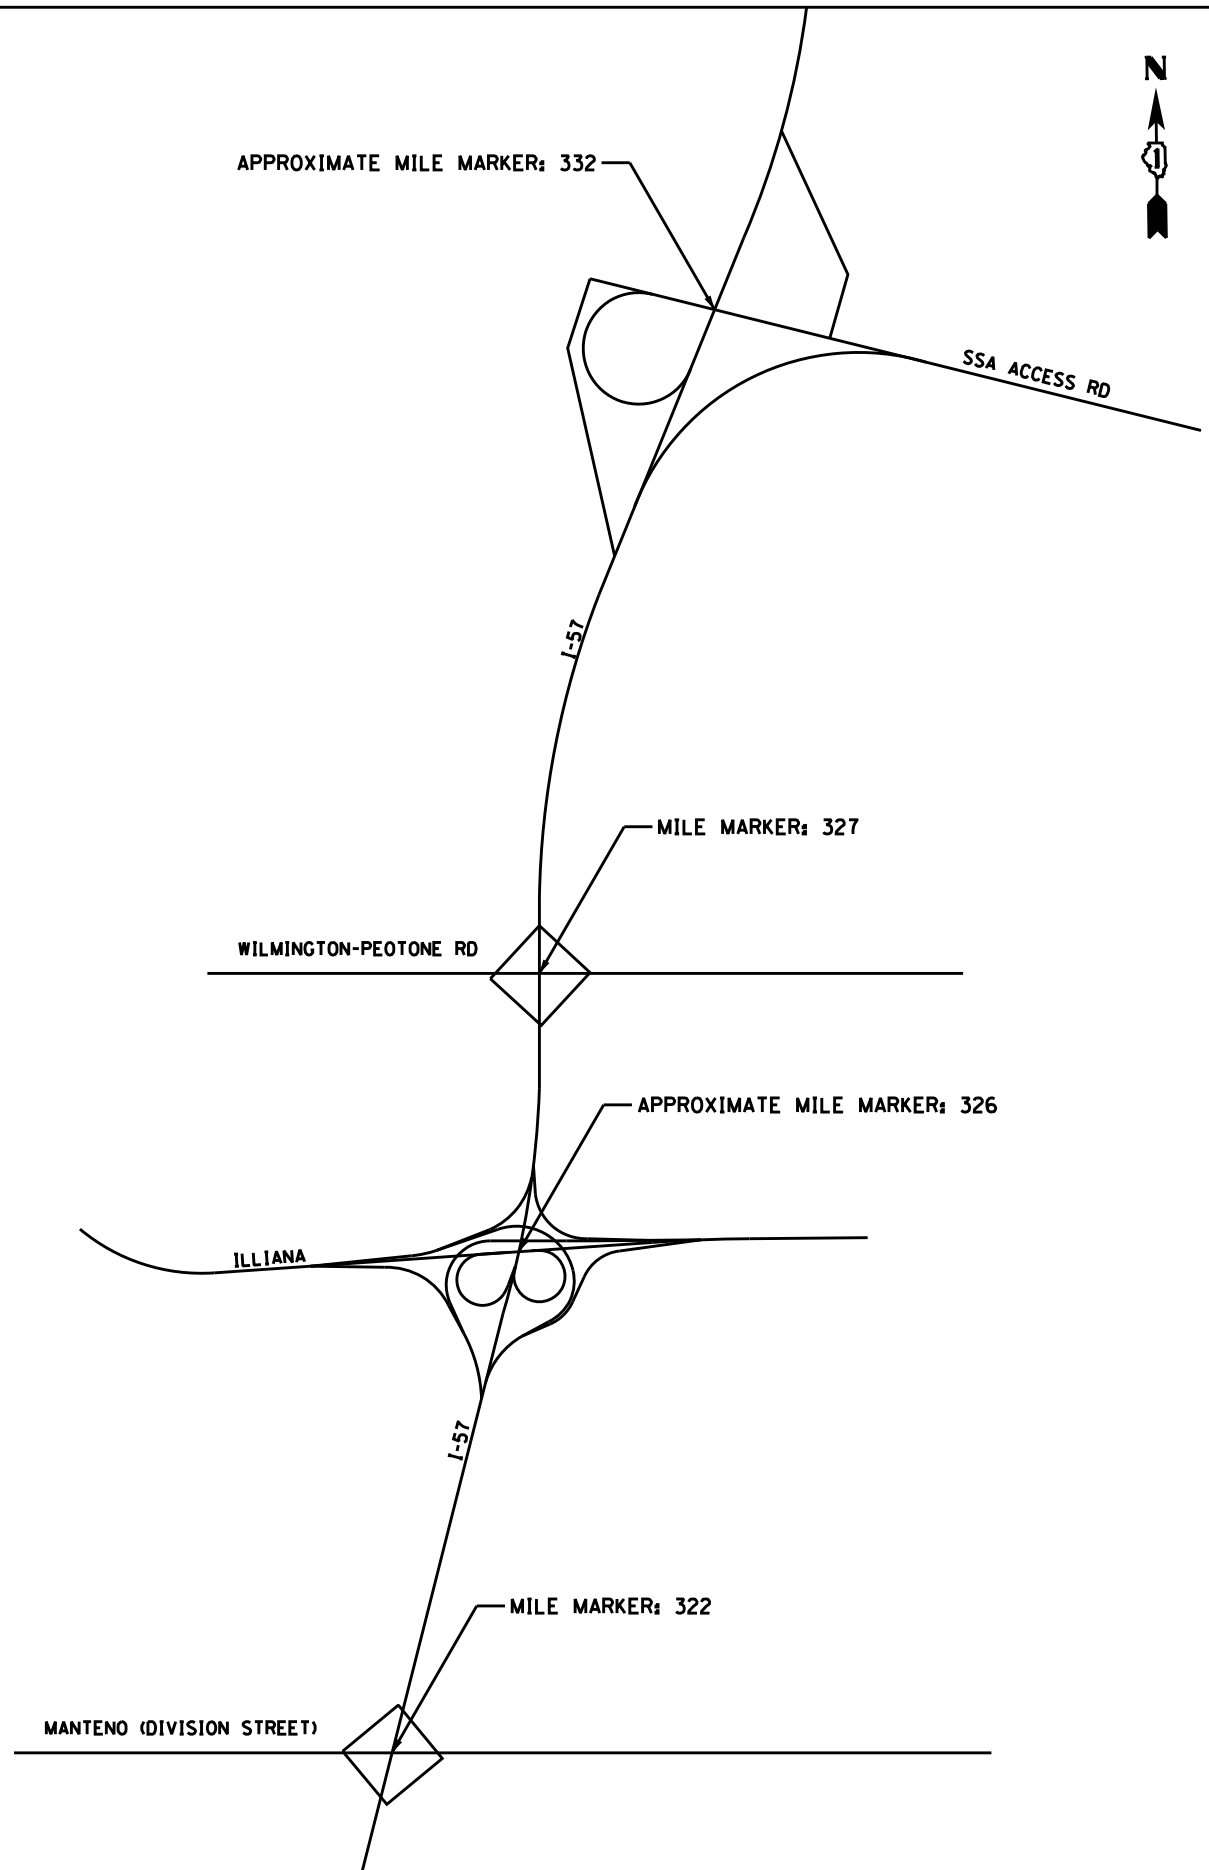 N
1
APPROXIMATE MILE MARKER: 332
SSA ACCESS RD
I-57
MILE MARKER: 327
WILMINGTON-PEOTONE RD
APPROXIMATE MILE MARKER: 326
ILLIANA
I-57
MILE MARKER: 322
MANTENO (DIVISION STREET)